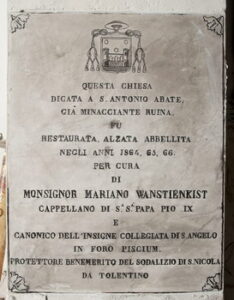 QUESTA CHIESA
DICATA A S. ANTONIO ABATE,
GIÀ MINACCIANTE RUINA,
FU
RESTAURATA, ALZATA ABBELLITA
NEGLI ANNI 1864, 65, 66.
PER CURA
DI
MONSIGNOR MARIANO WANSTIENKIST
CAPPELLANO DI S.ª S.ª PAPA PIO IX
E
CANONICO DELL'INSIGNE COLLEGIATA DI S. ANGELO
IN FORO PISCIUM,
PROTETTORE BENEMERITO DEL SODALIZIO DI S. NICOLA
DA TOLENTINO